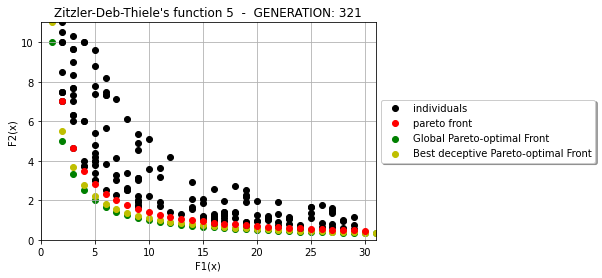 Zitzler-Deb-Thiele's function 5 - GENERATION: 321
10
8
6
4
2
0
F2(x)
0
5
10
15
20
25
30
F1(x)
individuals
pareto front
Global Pareto-optimal Front
Best deceptive Pareto-optimal Front